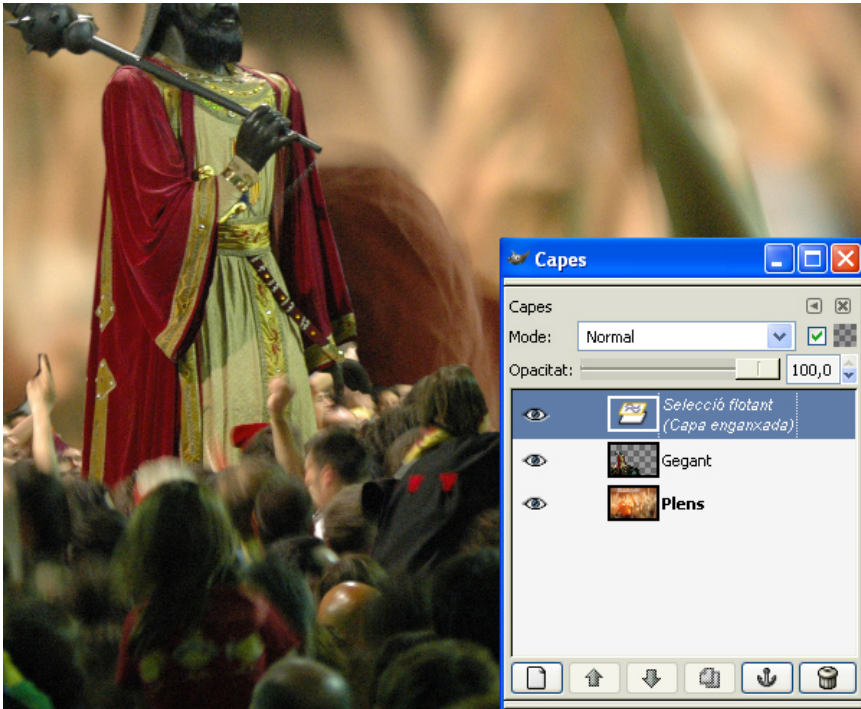 Capes
Capes
Mode: Normal
Opacitat: 100,0
Selecció flotant
(Capa enganxada)
Gegant
Plens